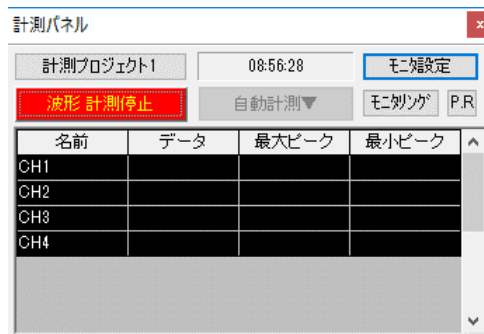 計測パネル
x
計測プロジェクト1 08:56:28 ﾓﾆﾀ設定
波形 計測停止 自動計測▼ ﾓﾆﾀﾘﾝｸﾞ P.R
名前 データ 最大ピーク 最小ピーク
CH1
CH2
CH3
CH4